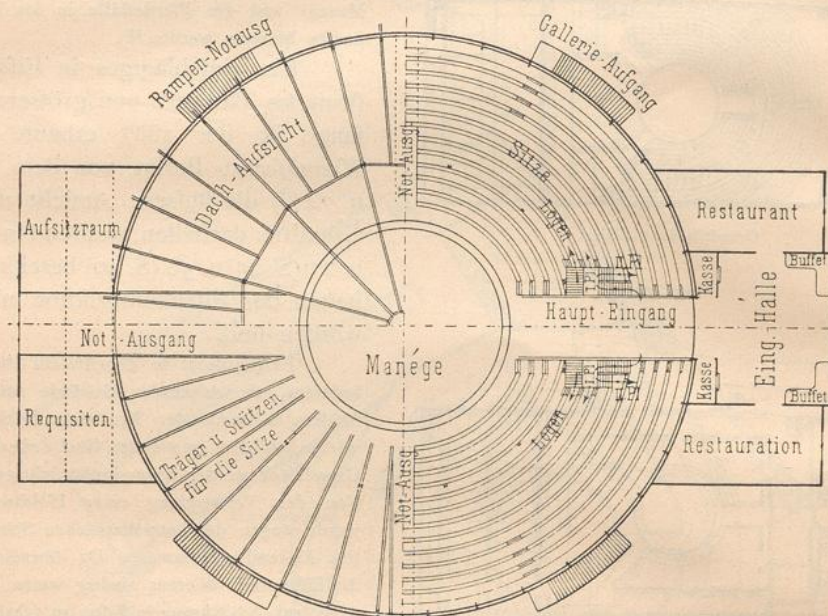 Rampen-Notausg
Gallerie-Aufgang
Dach-Aufsicht
Not-Ausg
Sitze
Logen
Aufsitzraum
Restaurant
Kasse
Buffet
Haupt-Eingang
Eing.-Halle
Not-Ausgang
Manége
Kasse
Buffet
Requisiten
Träger u Stützen
für die Sitze
Logen
Restauration
Not-Ausg